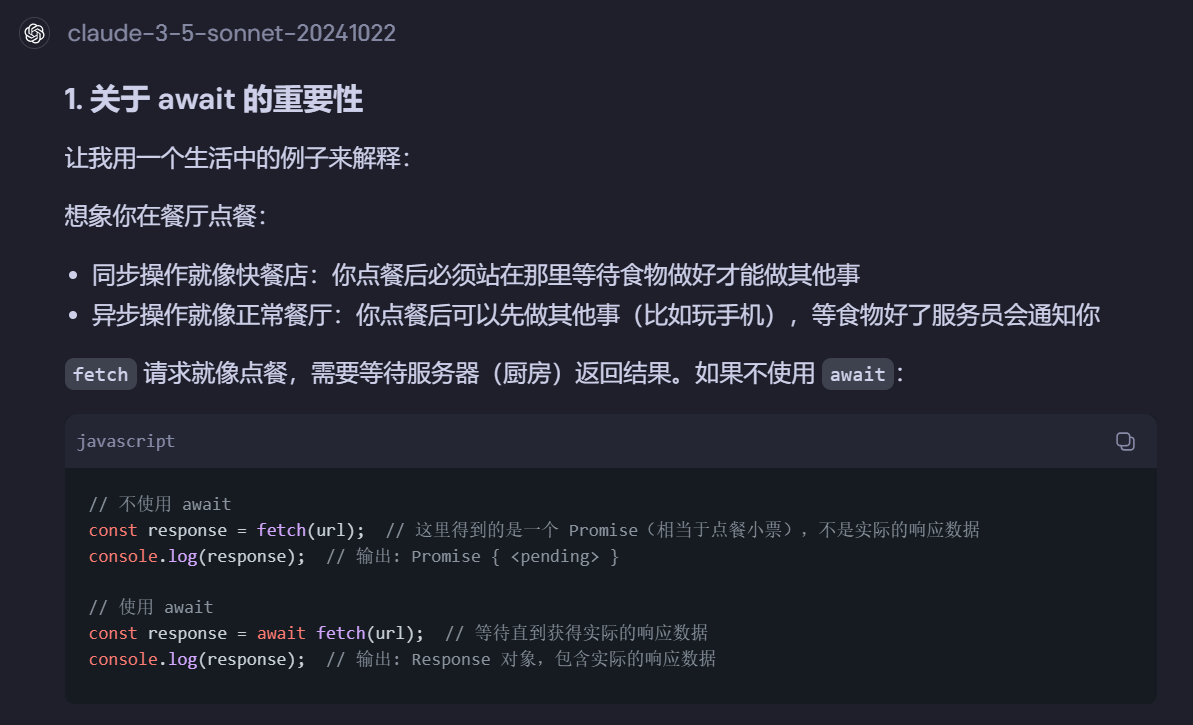 claude-3-5-sonnet-20241022
1. 关于 await 的重要性
让我用一个生活中的例子来解释：
想象你在餐厅点餐：
• 同步操作就像快餐店：你点餐后必须站在那里等待食物做好才能做其他事
• 异步操作就像正常餐厅：你点餐后可以先做其他事（比如玩手机），等食物好了服务员会通知你
fetch 请求就像点餐，需要等待服务器（厨房）返回结果。如果不使用 await：
javascript
// 不使用 await
const response = fetch(url);  // 这里得到的是一个 Promise（相当于点餐小票），不是实际的响应数据
console.log(response);  // 输出: Promise { <pending> }
// 使用 await
const response = await fetch(url);  // 等待直到获得实际的响应数据
console.log(response);  // 输出: Response 对象，包含实际的响应数据